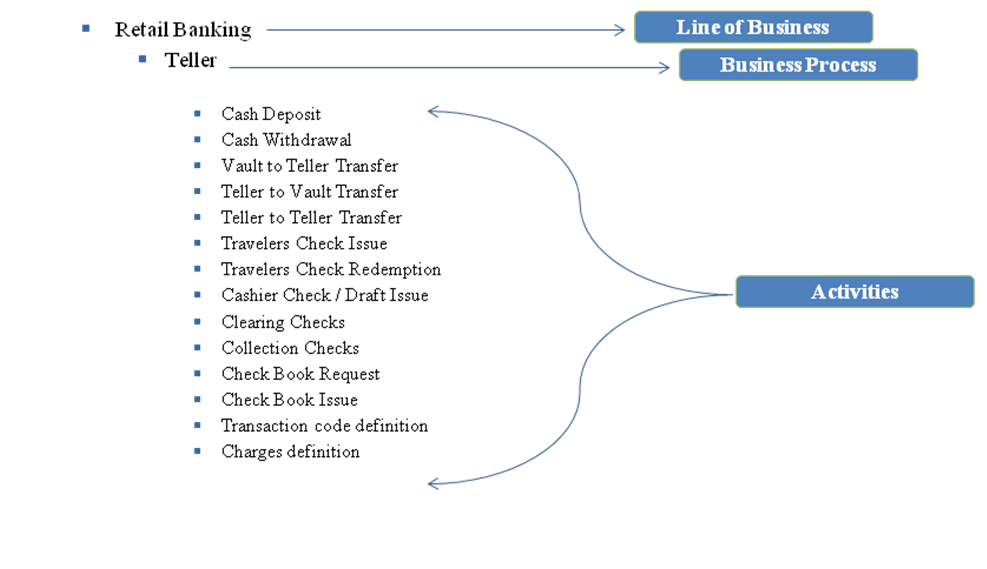 Retail Banking
Line of Business
Teller
Business Process
Cash Deposit
Cash Withdrawal
Vault to Teller Transfer
Teller to Vault Transfer
Teller to Teller Transfer
Travelers Check Issue
Travelers Check Redemption
Cashier Check / Draft Issue
Clearing Checks
Collection Checks
Check Book Request
Check Book Issue
Transaction code definition
Charges definition
Activities